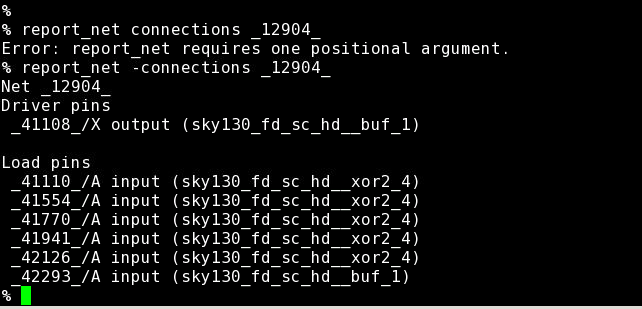 %
% report_net connections _12904_
Error: report_net requires one positional argument.
% report_net -connections _12904_
Net _12904_
Driver pins
 _41108_/X output (sky130_fd_sc_hd__buf_1)

Load pins
 _41110_/A input (sky130_fd_sc_hd__xor2_4)
 _41554_/A input (sky130_fd_sc_hd__xor2_4)
 _41770_/A input (sky130_fd_sc_hd__xor2_4)
 _41941_/A input (sky130_fd_sc_hd__xor2_4)
 _42126_/A input (sky130_fd_sc_hd__xor2_4)
 _42293_/A input (sky130_fd_sc_hd__buf_1)
%